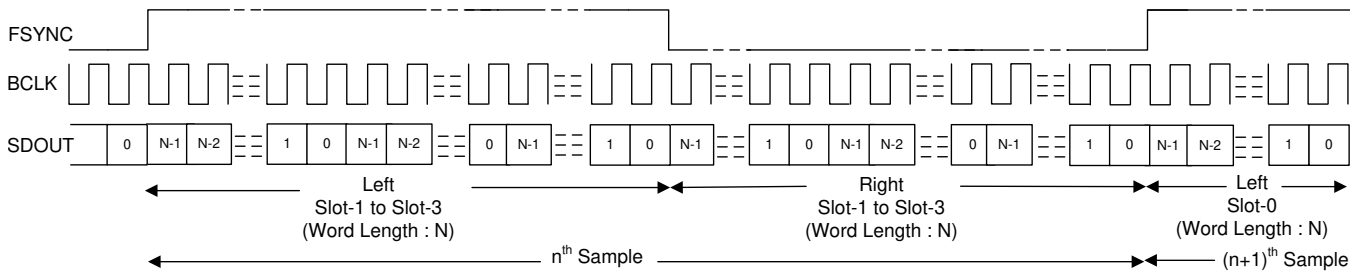 FSYNC
BCLK
SDOUT 0 N-1 N-2 1 0 N-1 N-2 0 N-1 1 0 N-1 1 0 N-1 N-2 0 N-1 1 0 N-1 N-2 1 0
Left Right Left
Slot-1 to Slot-3 Slot-1 to Slot-3 Slot-0
(Word Length : N) (Word Length : N) (Word Length : N)
nth Sample (n+1)th Sample